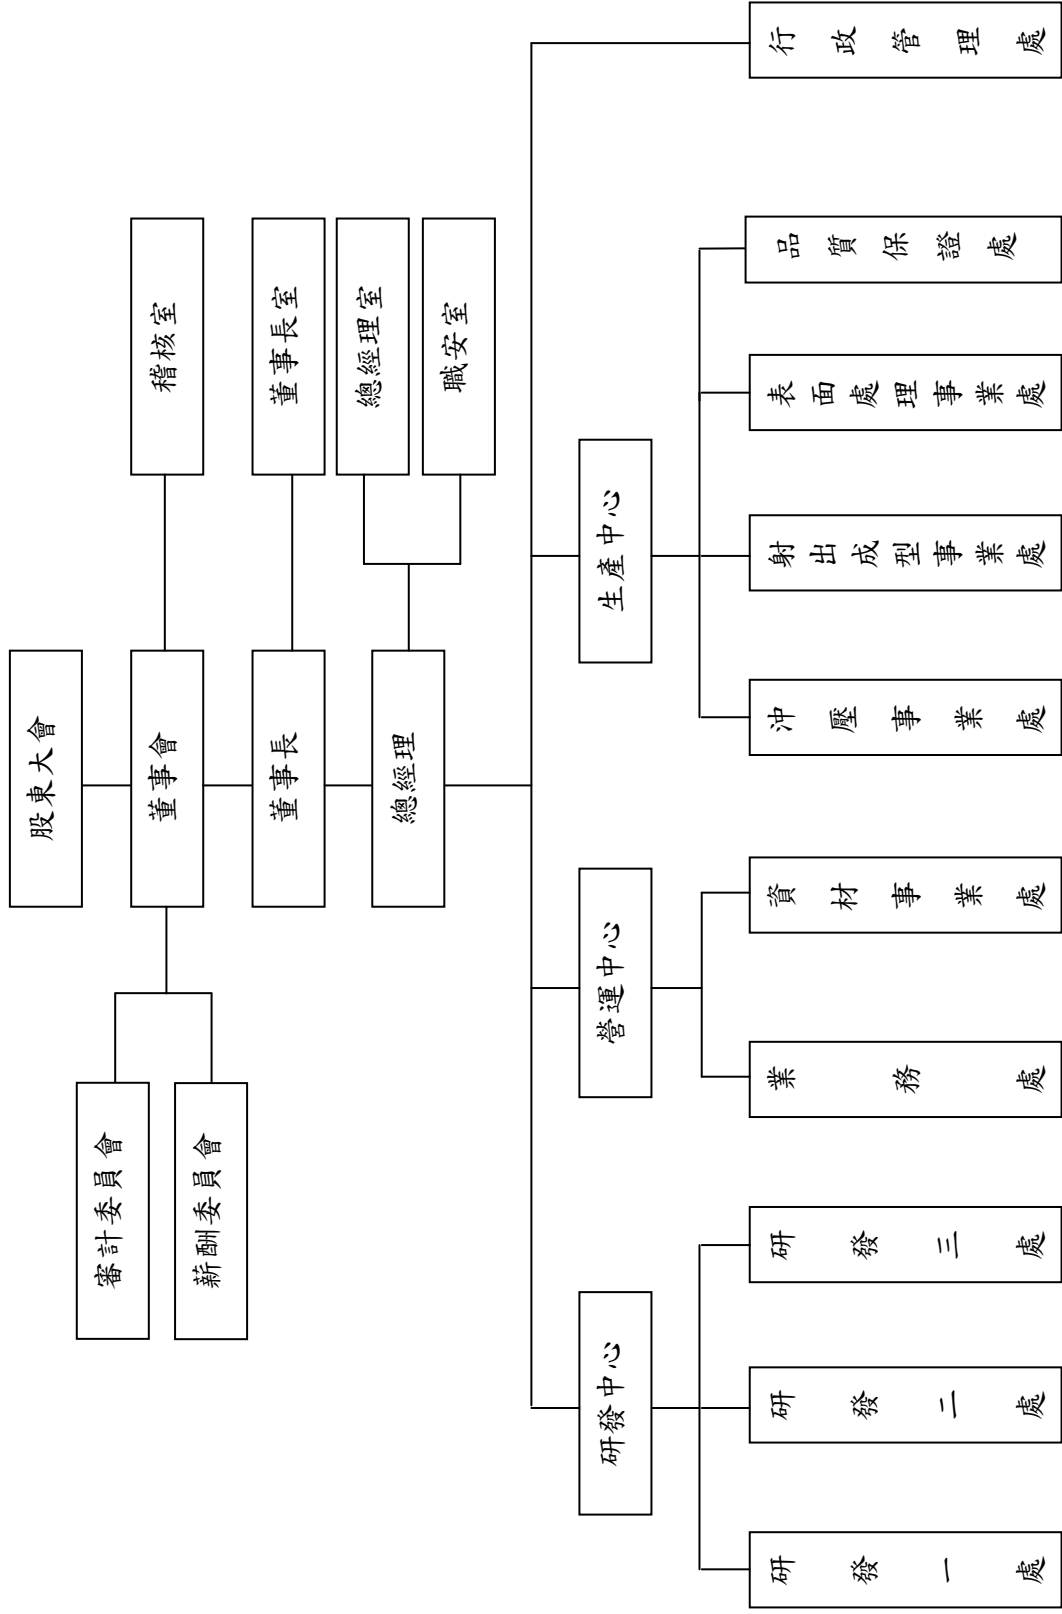 股東大會
審計委員會
薪酬委員會
董事會
稽核室
董事長
董事長室
總經理
總經理室
職安室
研發中心
營運中心
生產中心
研發一處
研發二處
研發三處
業務處
資材事業處
沖壓事業處
射出成型事業處
表面處理事業處
品質保證處
行政管理處